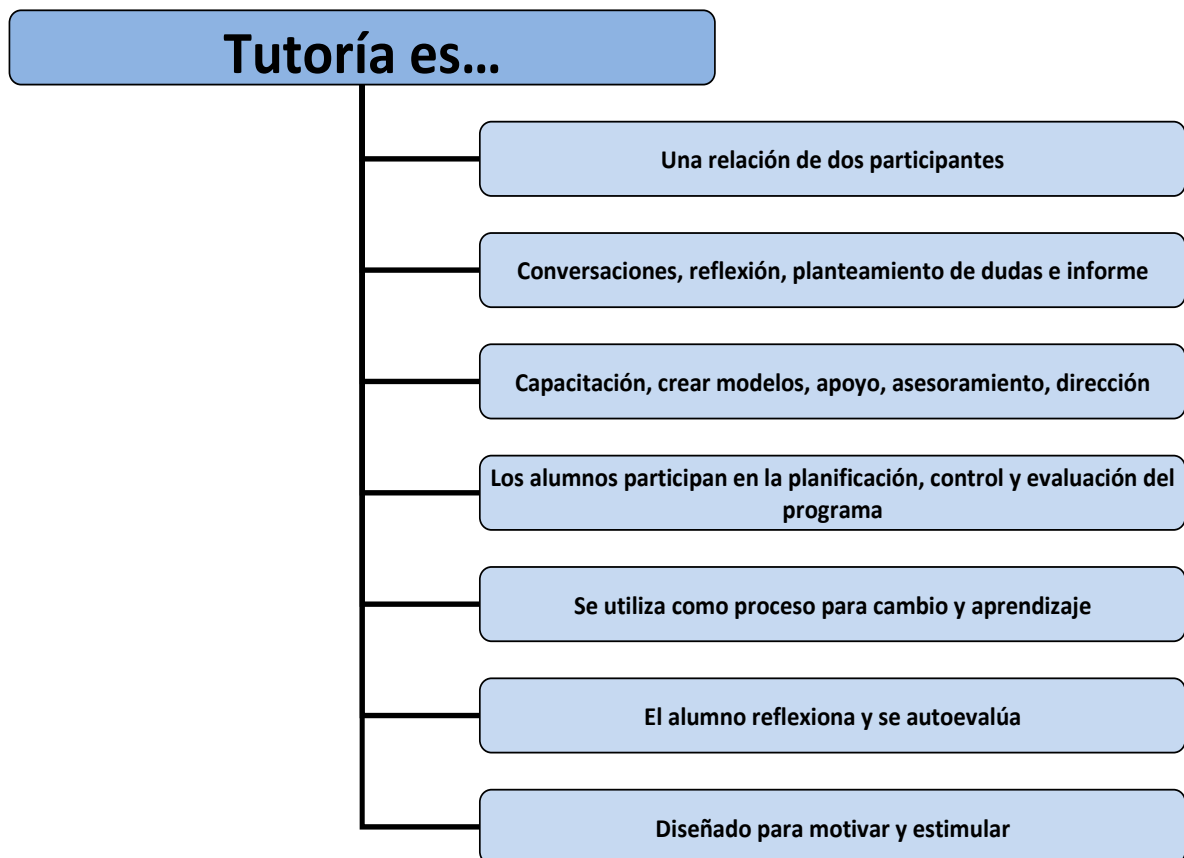 Tutoría es...
Una relación de dos participantes
Conversaciones, reflexión, planteamiento de dudas e informe
Capacitación, crear modelos, apoyo, asesoramiento, dirección
Los alumnos participan en la planificación, control y evaluación del
programa
Se utiliza como proceso para cambio y aprendizaje
El alumno reflexiona y se autoevalúa
Diseñado para motivar y estimular